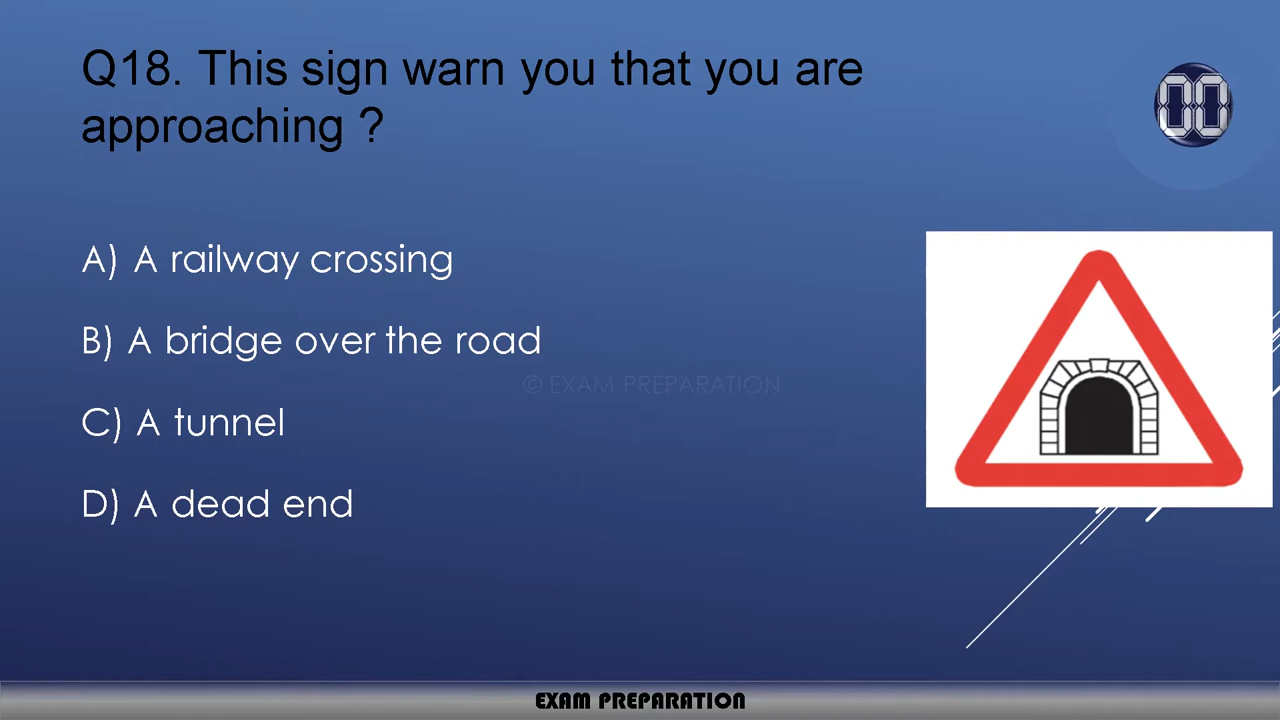 Q18. This sign warn you that you are
approaching ?
00
A) A railway crossing
B) A bridge over the road
© EXAM PREPARATION
C) A tunnel
D) A dead end
EXAM PREPARATION